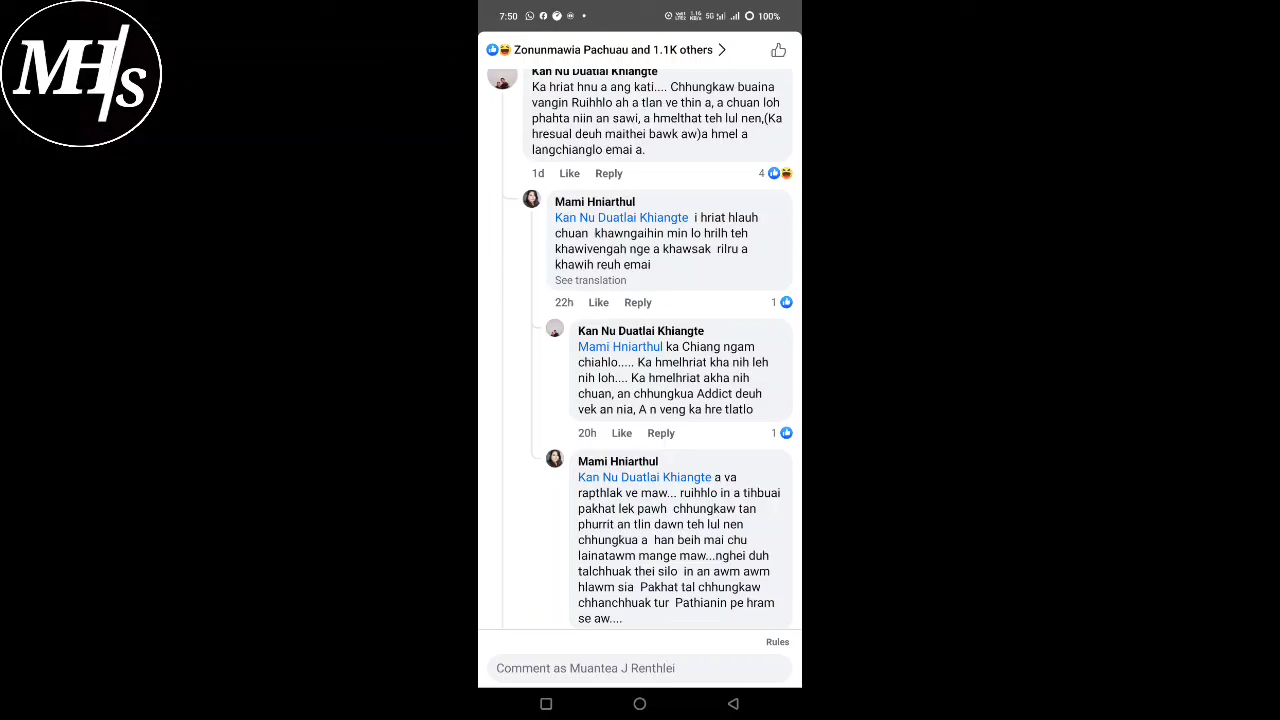 MH/s
7:50
5G
100%
Zonunmawia Pachuau and 1.1K others
Kan Nu Duatlai Khiangte
Ka hriat hnu a ang kati.... Chhungkaw buaina
vangin Ruihhlo ah a tlan ve thin a, a chuan loh
phahta niin an sawi, a hmelthat teh lul nen,(Ka
hresual deuh maithei bawk aw)a hmel a
langchianglo emai a.
1d Like Reply 4
Mami Hniarthul
Kan Nu Duatlai Khiangte i hriat hlauh
chuan khawngaihin min lo hrilh teh
khawivengah nge a khawsak rilru a
khawih reuh emai
See translation
22h Like Reply 1
Kan Nu Duatlai Khiangte
Mami Hniarthul ka Chiang ngam
chiahlo..... Ka hmelhriat kha nih leh
nih loh.... Ka hmelhriat akha nih
chuan, an chhungkua Addict deuh
vek an nia, A n veng ka hre tlatlo
20h Like Reply 1
Mami Hniarthul
Kan Nu Duatlai Khiangte a va
rapthlak ve maw... ruihhlo in a tihbuai
pakhat lek pawh chhungkaw tan
phurrit an tlin dawn teh lul nen
chhungkua a han beih mai chu
lainatawm mange maw...nghei duh
talchhuak thei silo in an awm awm
hlawm sia Pakhat tal chhungkaw
chhanchhuak tur Pathianin pe hram
se aw....
Rules
Comment as Muantea J Renthlei